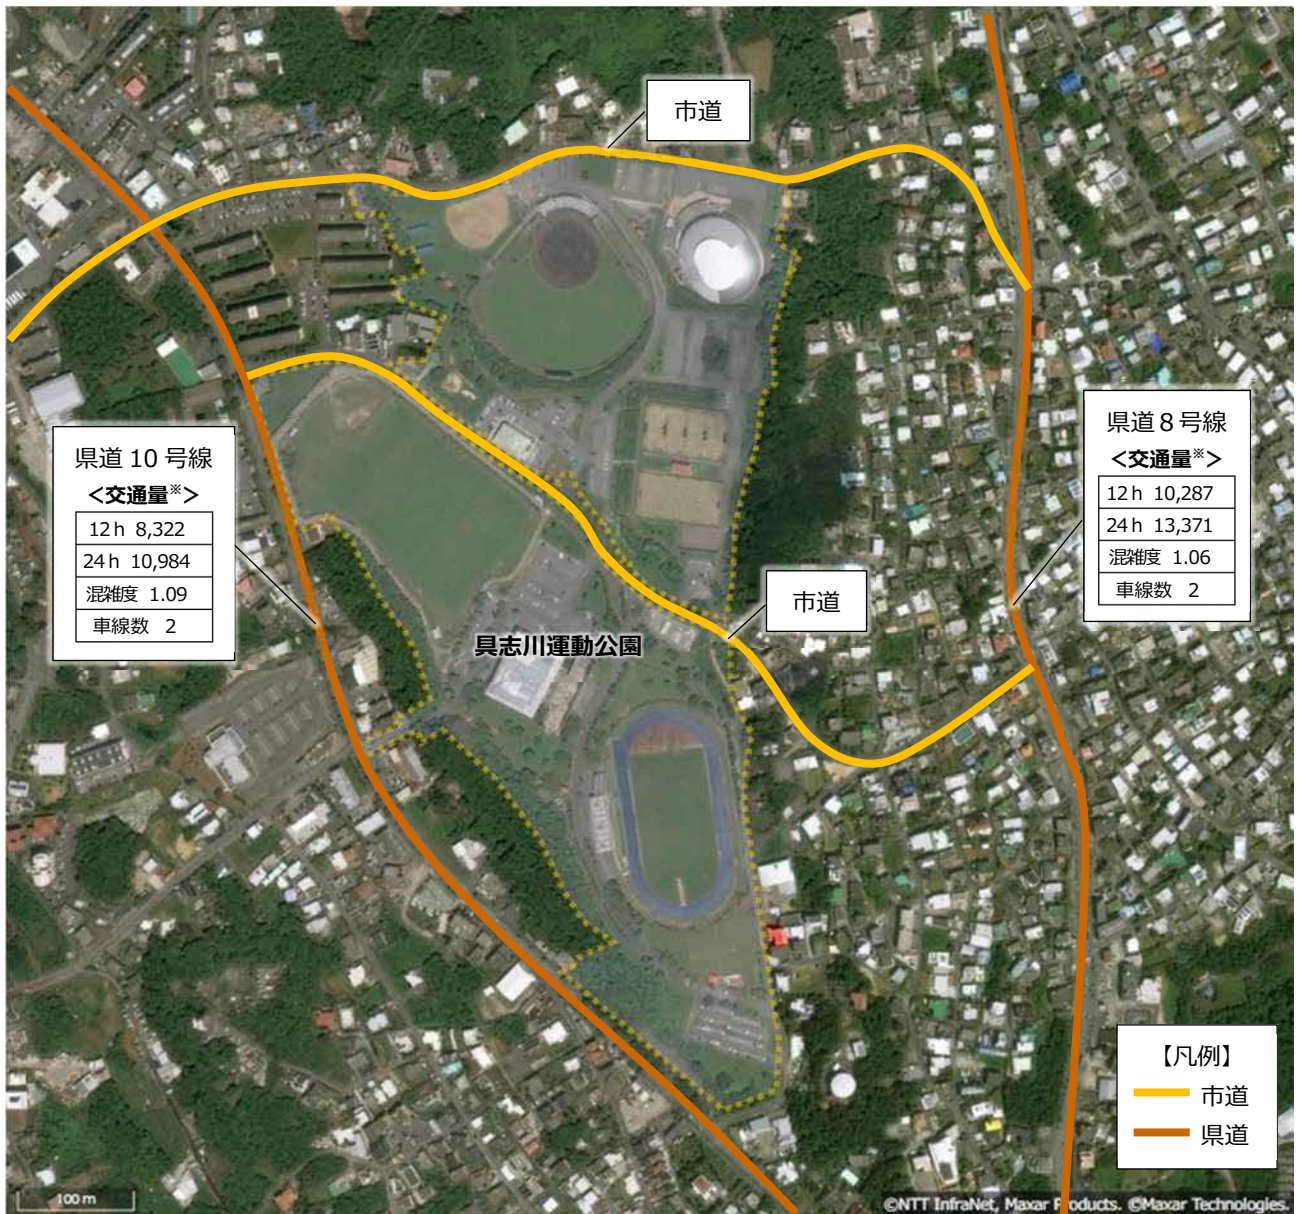 市道
県道 10 号線
<交通量※>
12h 8,322
24h 10,984
混雑度 1.09
車線数 2
県道 8 号線
<交通量※>
12h 10,287
24h 13,371
混雑度 1.06
車線数 2
市道
具志川運動公園
【凡例】
市道
県道
100 m
©NTT InfraNet, Maxar Products. ©Maxar Technologies.